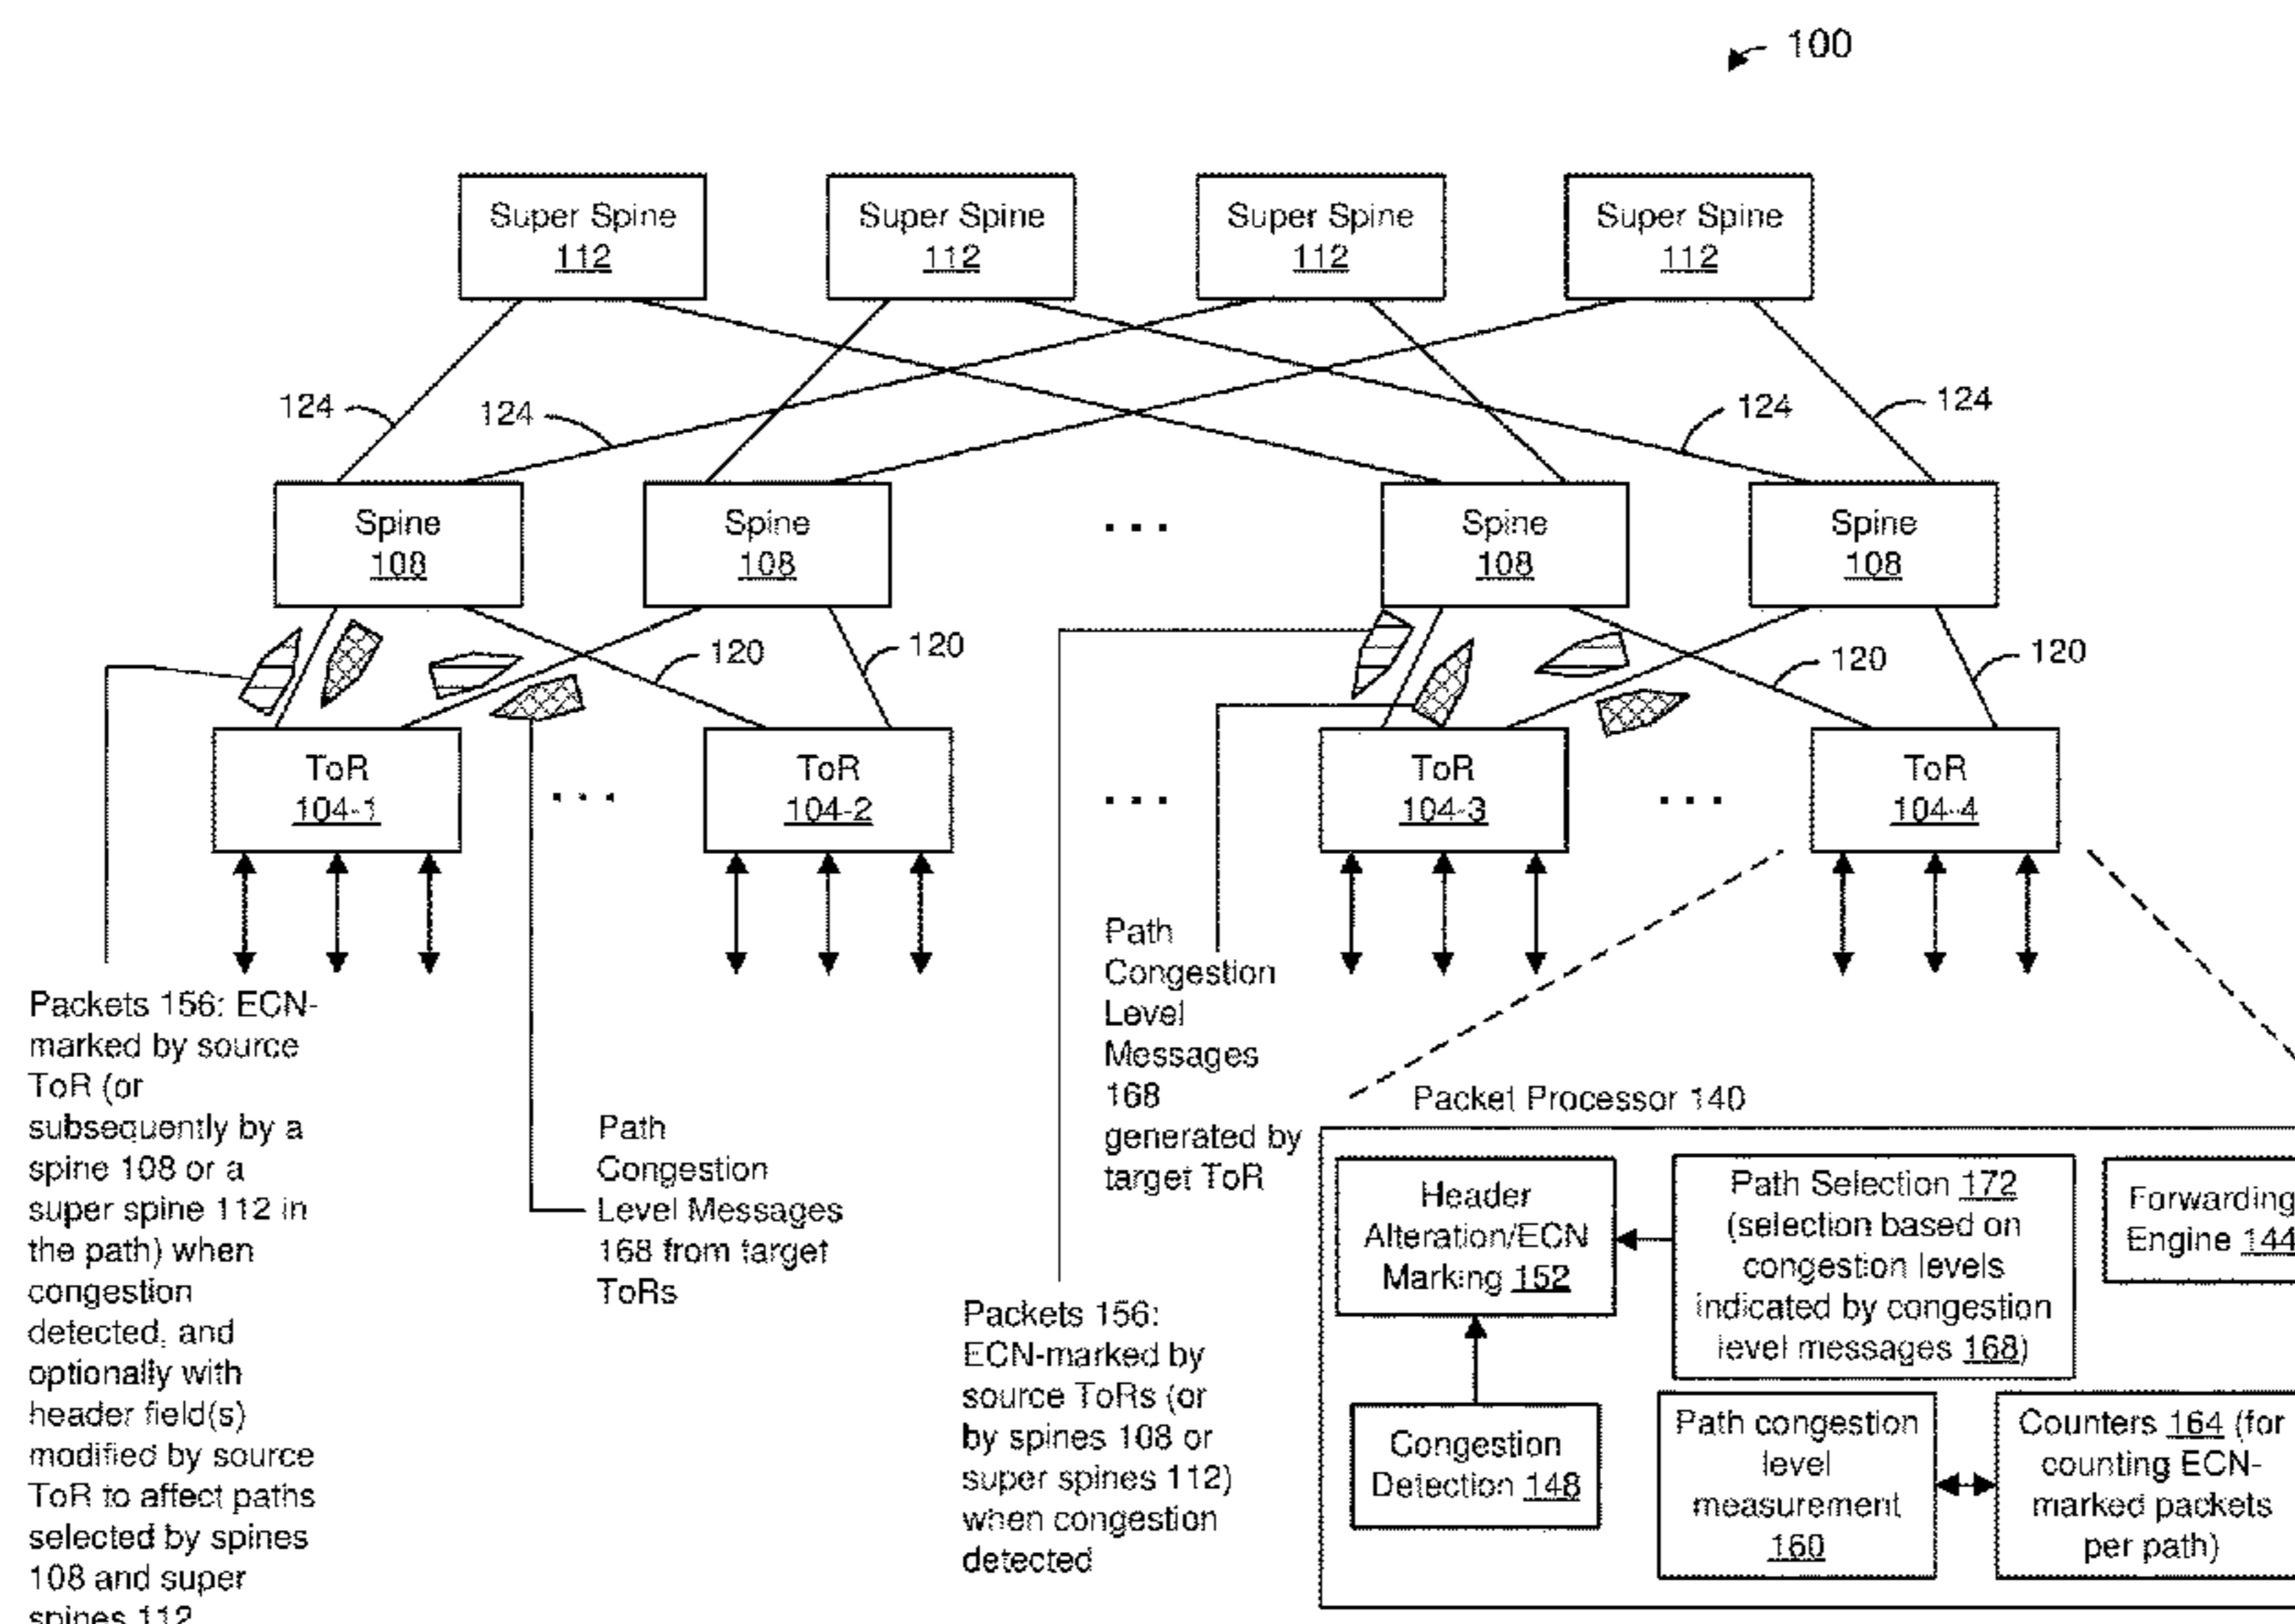 100
Super Spine
112
Super Spine
112
Super Spine
112
Super Spine
112
124
124
124
124
Spine
108
Spine
108
...
Spine
108
Spine
108
120
120
120
120
ToR
104-1
...
ToR
104-2
...
ToR
104-3
...
ToR
104-4
Packets 156: ECN-
marked by source
ToR (or
subsequently by a
spine 108 or a
super spine 112 in
the path) when
congestion
detected, and
optionally with
header field(s)
modified by source
ToR to affect paths
selected by spines
108 and super
spines 112
Path
Congestion
Level Messages
168 from target
ToRs
Path
Congestion
Level
Messages
168
generated by
target ToR
Packets 156:
ECN-marked by
source ToRs (or
by spines 108 or
super spines 112)
when congestion
detected
Packet Processor 140
Header
Alteration/ECN
Marking 152
Path Selection 172
(selection based on
congestion levels
indicated by congestion
level messages 168)
Forwarding
Engine 144
Congestion
Detection 148
Path congestion
level
measurement
160
Counters 164 (for
counting ECN-
marked packets
per path)